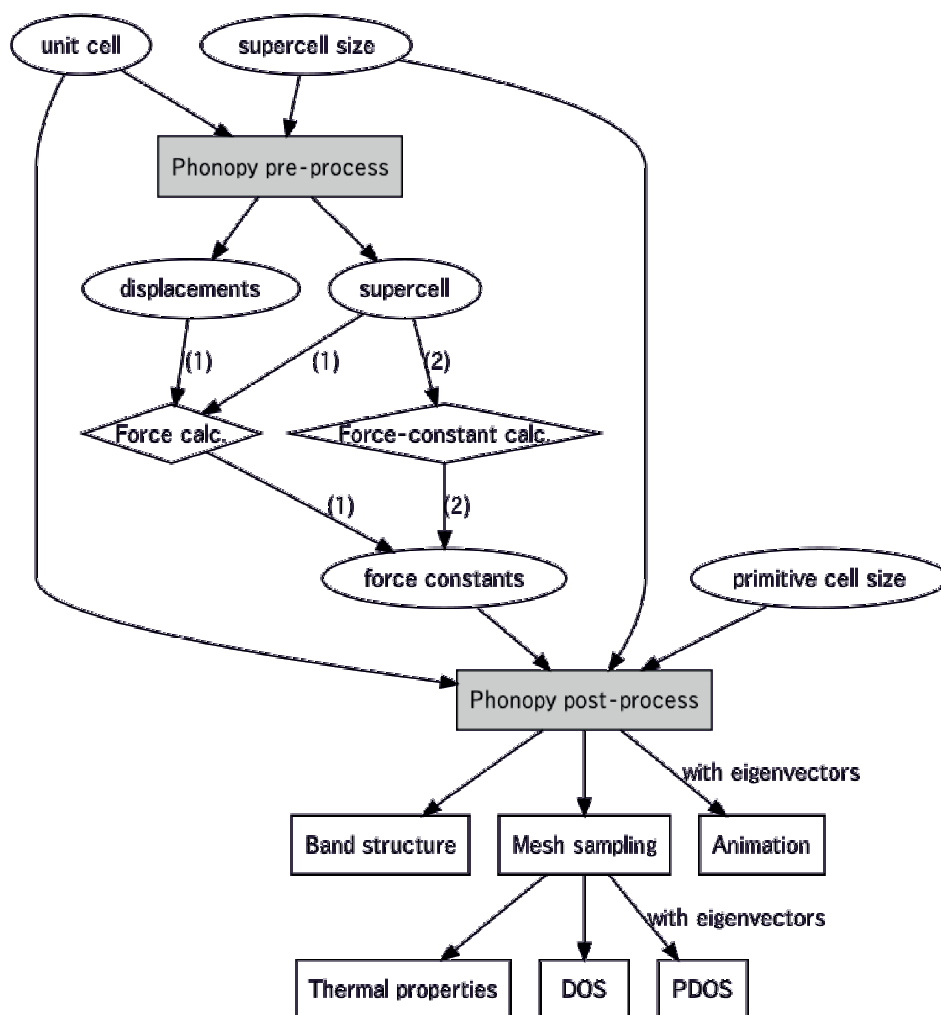 unit cell
supercell size
Phonopy pre-process
displacements
supercell
(1)
(1)
(2)
Force calc.
Force-constant calc.
(1)
(2)
force constants
primitive cell size
Phonopy post-process
with eigenvectors
Band structure
Mesh sampling
Animation
with eigenvectors
Thermal properties
DOS
PDOS